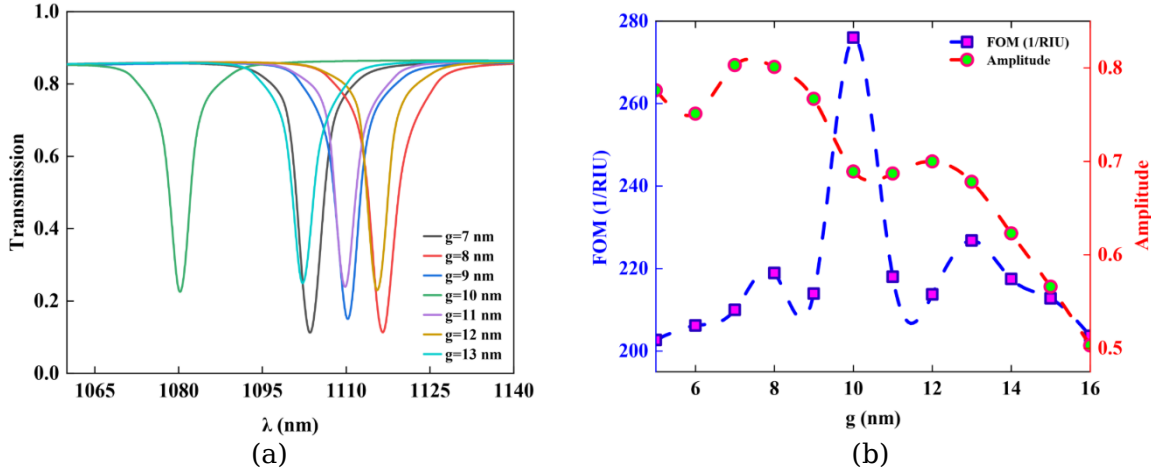 1.0
0.8
0.6
0.4
0.2
0.0
Transmission
1065 1080 1095 1110 1125 1140
λ (nm)
g=7 nm
g=8 nm
g=9 nm
g=10 nm
g=11 nm
g=12 nm
g=13 nm
(a)
280
260
240
220
200
FOM (1/RIU)
FOM (1/RIU)
Amplitude
0.8
0.7
0.6
0.5
Amplitude
6 8 10 12 14 16
g (nm)
(b)